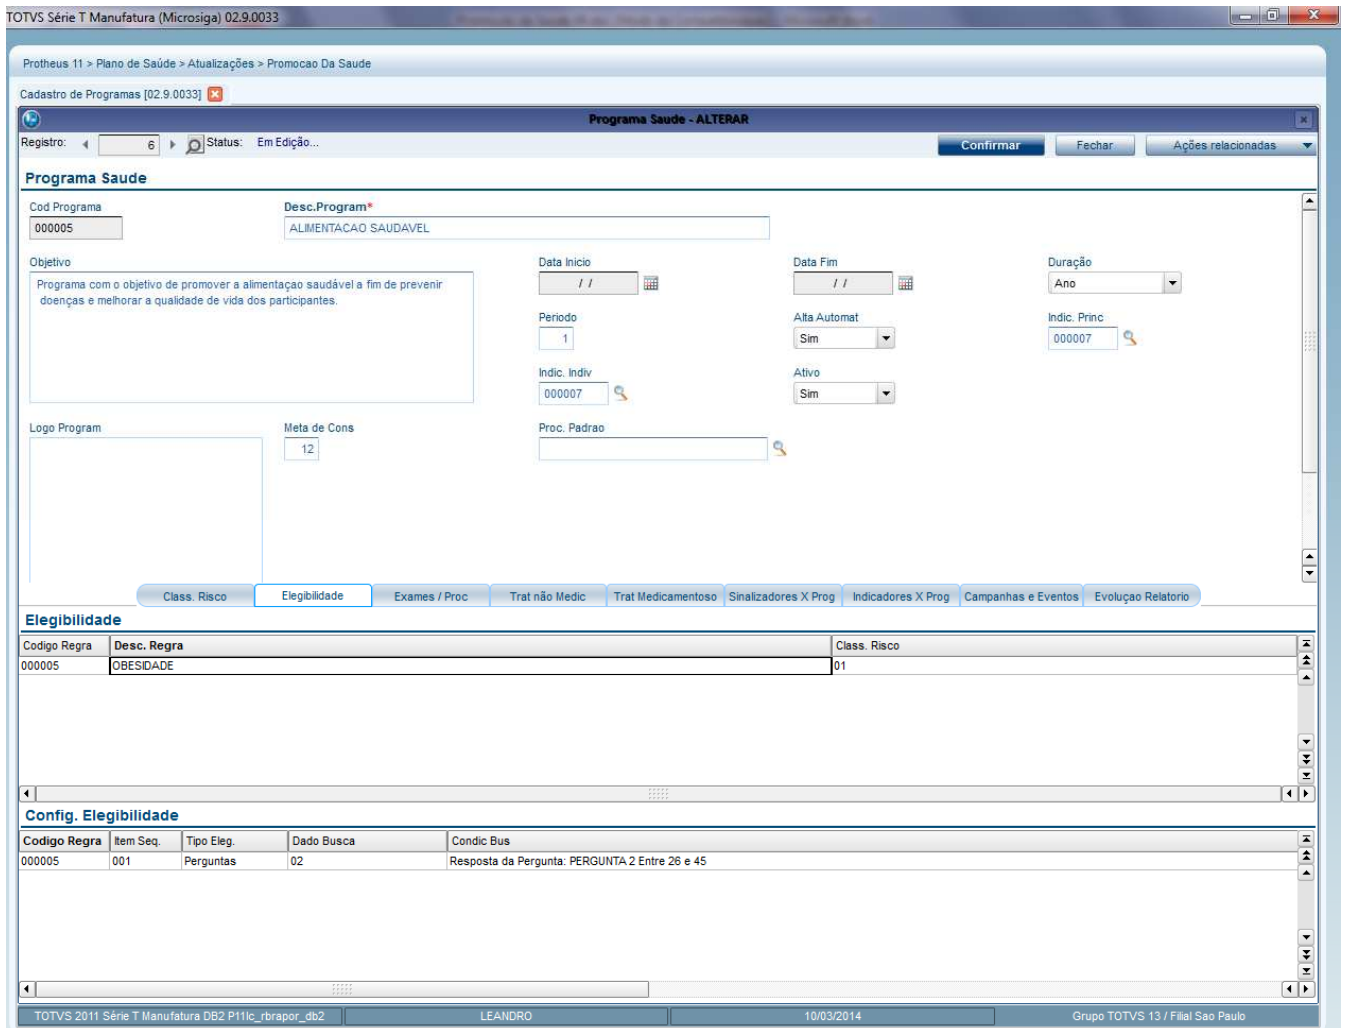 TOTVS Série T Manufatura (Microsiga) 02.9.0033
Protheus 11 > Plano de Saúde > Atualizações > Promocao Da Saude
Cadastro de Programas [02.9.0033]
Programa Saude - ALTERAR
Registro: 6 Status: Em Edição... Confirmar Fechar Ações relacionadas
Programa Saude
Cod Programa Desc.Program*
000005 ALIMENTACAO SAUDAVEL
Objetivo Data Inicio Data Fim Duração
Programa com o objetivo de promover a alimentaçao saudável a fim de prevenir / / / / Ano
doenças e melhorar a qualidade de vida dos participantes.
Periodo Alta Automat Indic. Princ
1 Sim 000007
Indic. Indiv Ativo
000007 Sim
Logo Program Meta de Cons Proc. Padrao
12
Class. Risco Elegibilidade Exames / Proc Trat não Medic Trat Medicamentoso Sinalizadores X Prog Indicadores X Prog Campanhas e Eventos Evoluçao Relatorio
Elegibilidade
Codigo Regra Desc. Regra Class. Risco
000005 OBESIDADE 01
Config. Elegibilidade
Codigo Regra Item Seq. Tipo Eleg. Dado Busca Condic Bus
000005 001 Perguntas 02 Resposta da Pergunta: PERGUNTA 2 Entre 26 e 45
TOTVS 2011 Série T Manufatura DB2 P11lc_rbrapor_db2 LEANDRO 10/03/2014 Grupo TOTVS 13 / Filial Sao Paulo